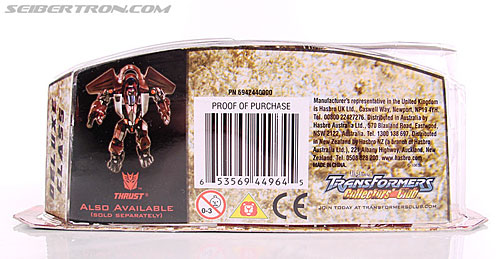 SEIBERTRON.COM
PN 6942440000
PROOF OF PURCHASE
6 53569 44964 5
Manufacturer's representative in the United Kingdom
is Hasbro UK Ltd., Caswell Way, Newport, NP19 4YH.
Tel. 00800 22427276. Distributed in Australia by
Hasbro Australia Ltd., 570 Blaxland Road, Eastwood,
NSW 2122, Australia. Tel. 1300 138 697. Distributed
in New Zealand by Hasbro NZ (a branch of
Hasbro Australia Ltd.), 221 Albany Highway, Auckland,
New Zealand. Tel. 0508 828 200. www.hasbro.com.
MADE IN CHINA.
THRUST
ALSO AVAILABLE
(SOLD SEPARATELY)
0-3
CE
TRANSFORMERS
Collectors' Club
JOIN TODAY AT TRANSFORMERSCLUB.COM